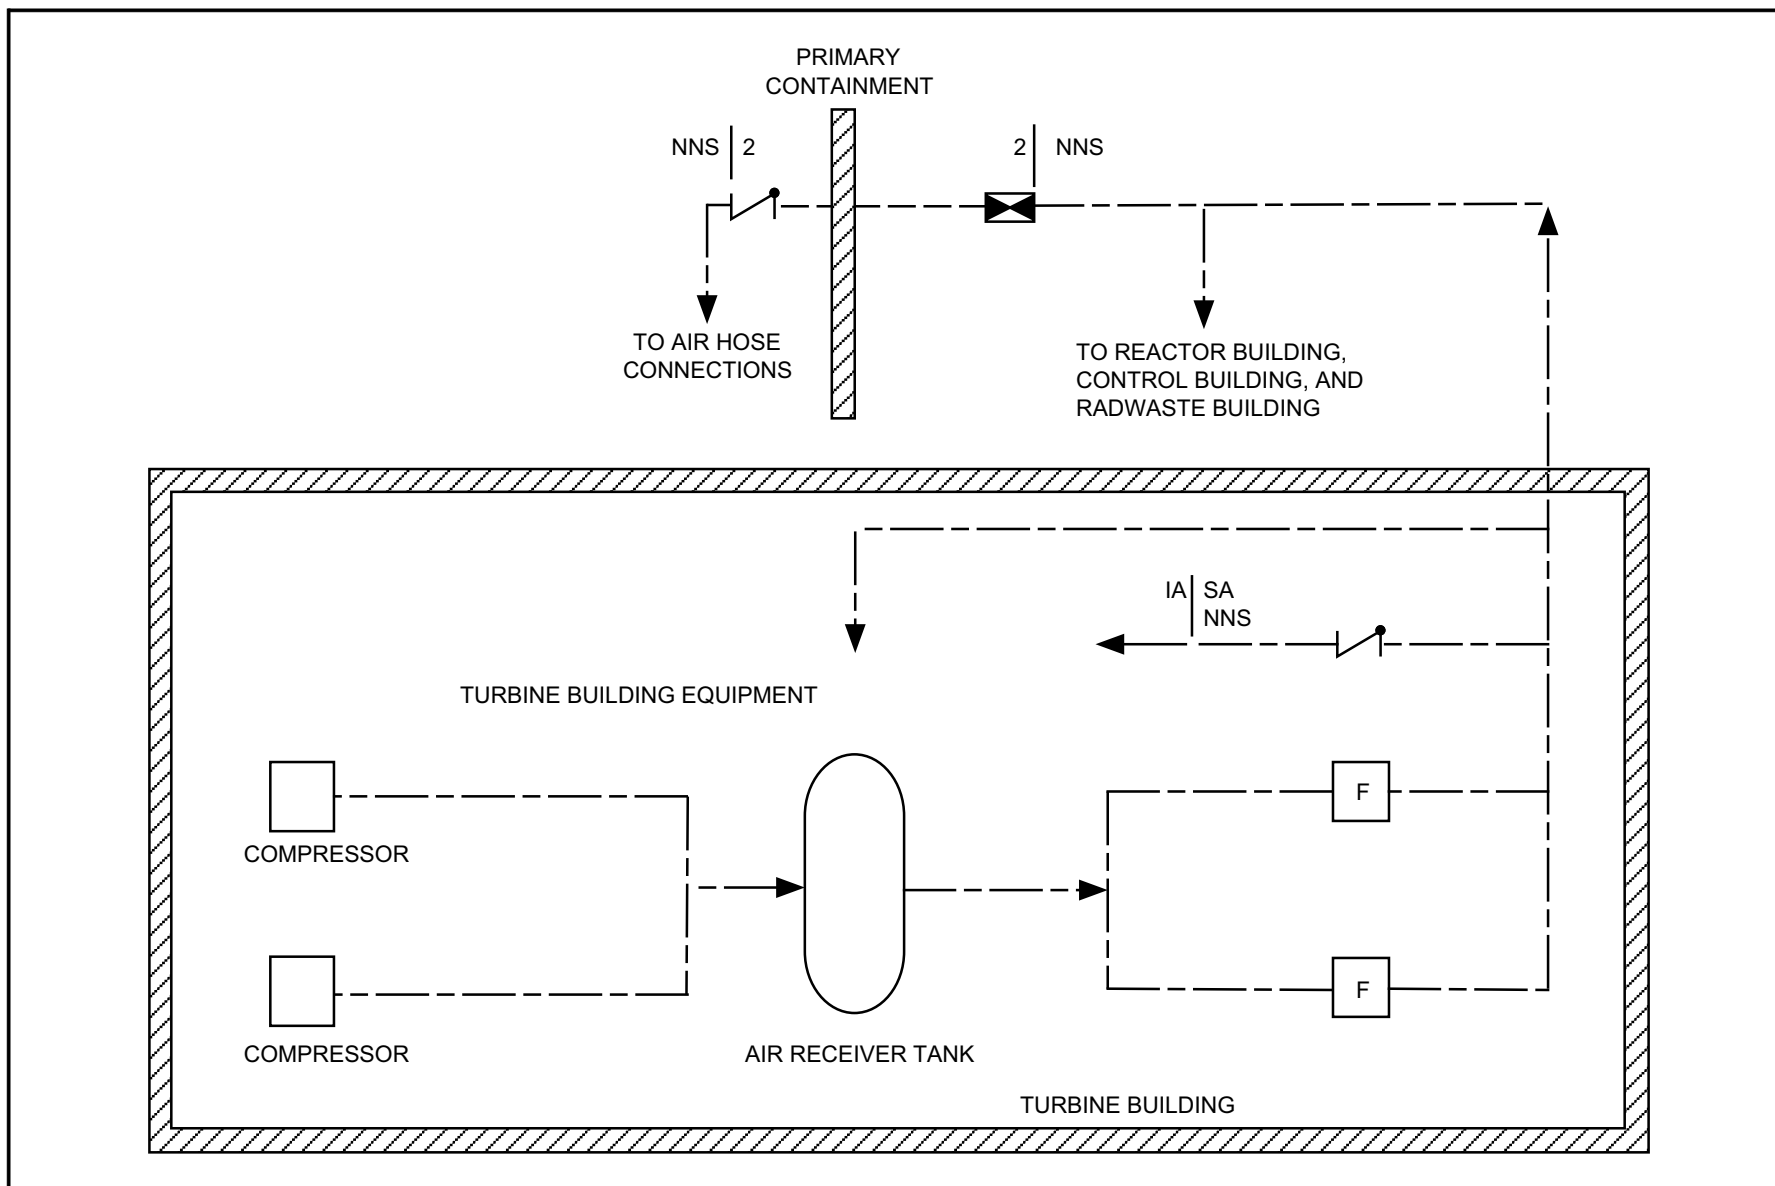 PRIMARY
CONTAINMENT
NNS 2
2 NNS
TO AIR HOSE
CONNECTIONS
TO REACTOR BUILDING,
CONTROL BUILDING, AND
RADWASTE BUILDING
IA SA
NNS
TURBINE BUILDING EQUIPMENT
F
COMPRESSOR
F
COMPRESSOR
AIR RECEIVER TANK
TURBINE BUILDING